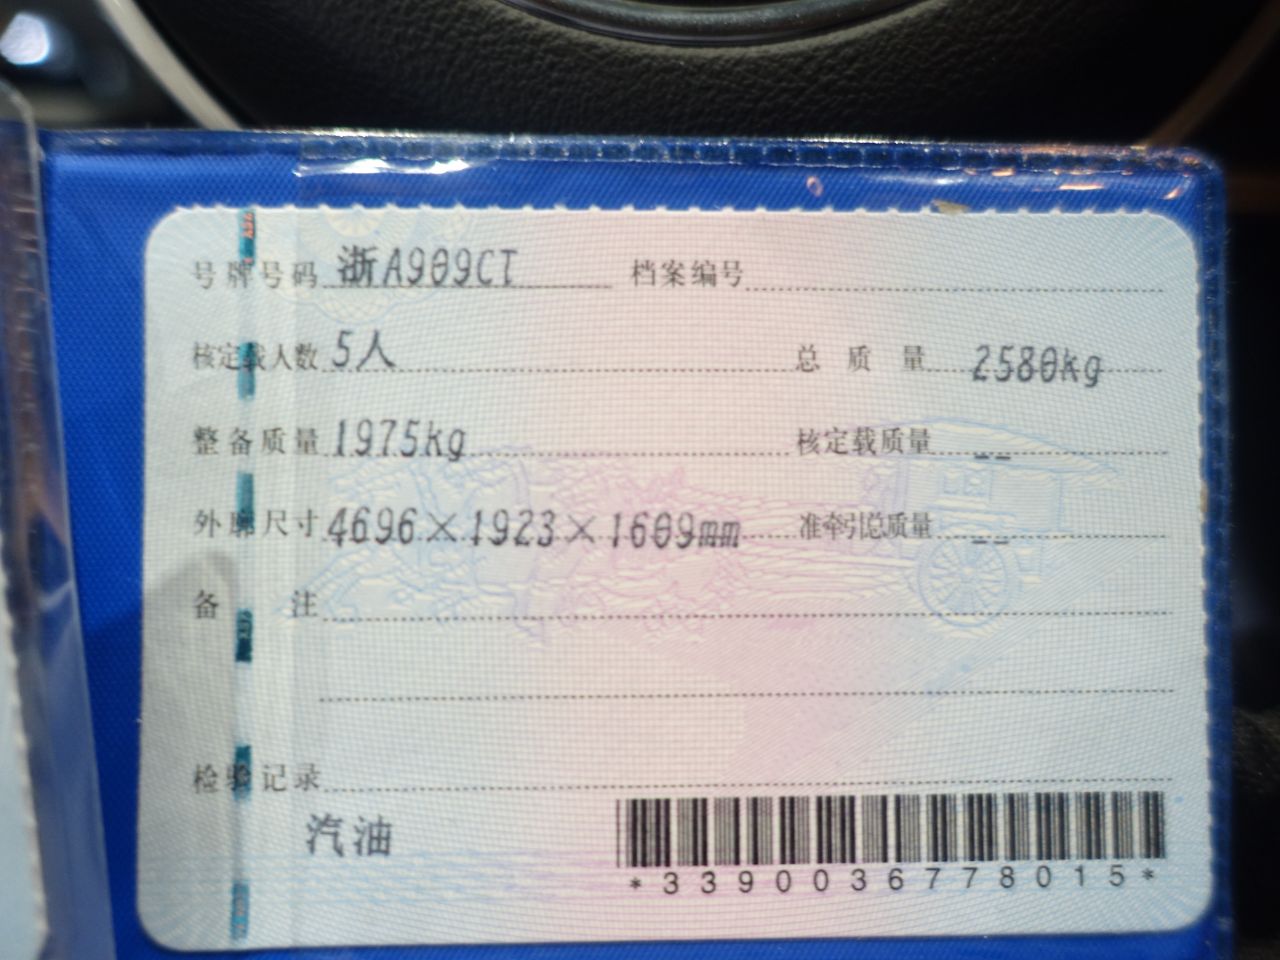 号牌号码 浙A909CT 档案编号
核定载人数 5人 总质量 2580kg
整备质量 1975kg 核定载质量 --
外廓尺寸 4696×1923×1609mm 准牵引总质量 --
备注
检验记录
汽油
*3390036778015*